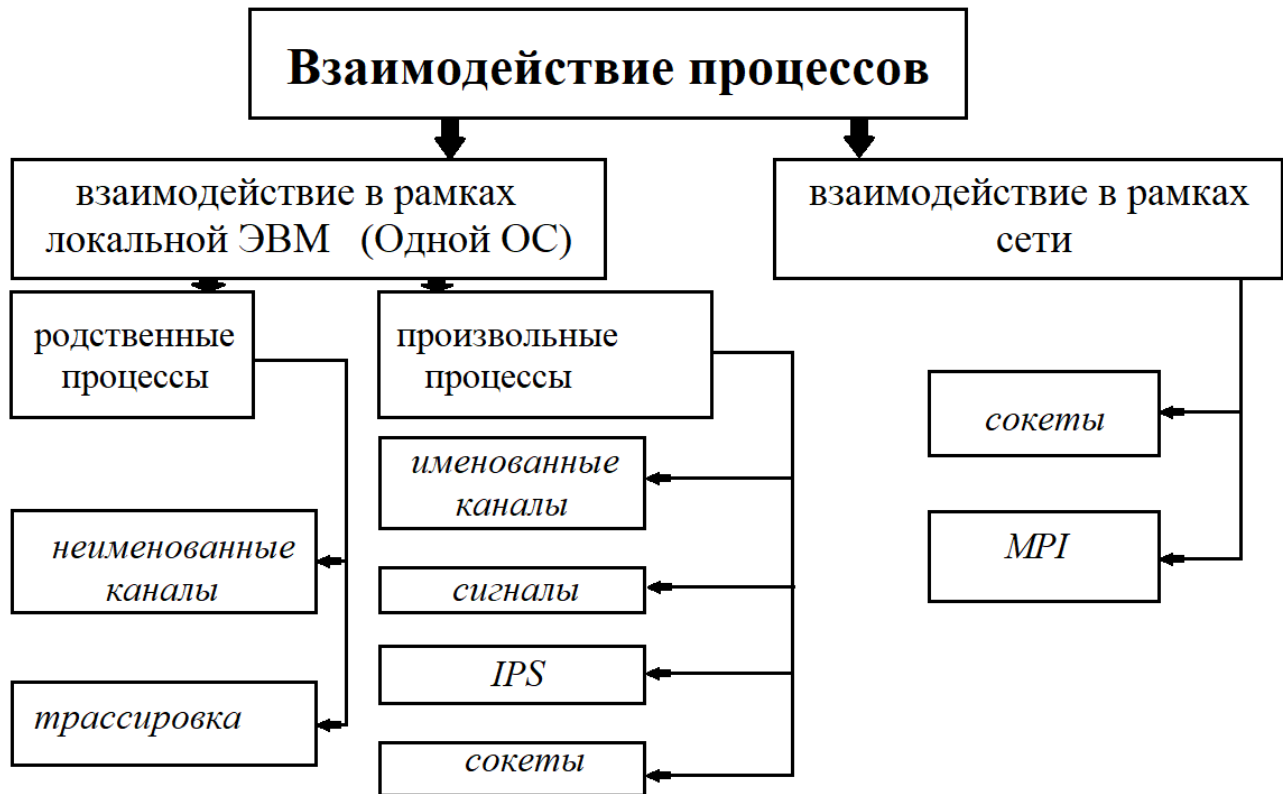 Взаимодействие процессов
взаимодействие в рамках
локальной ЭВМ (Одной ОС)
взаимодействие в рамках
сети
родственные
процессы
произвольные
процессы
неименованные
каналы
трассировка
именованные
каналы
сигналы
IPS
сокеты
сокеты
MPI